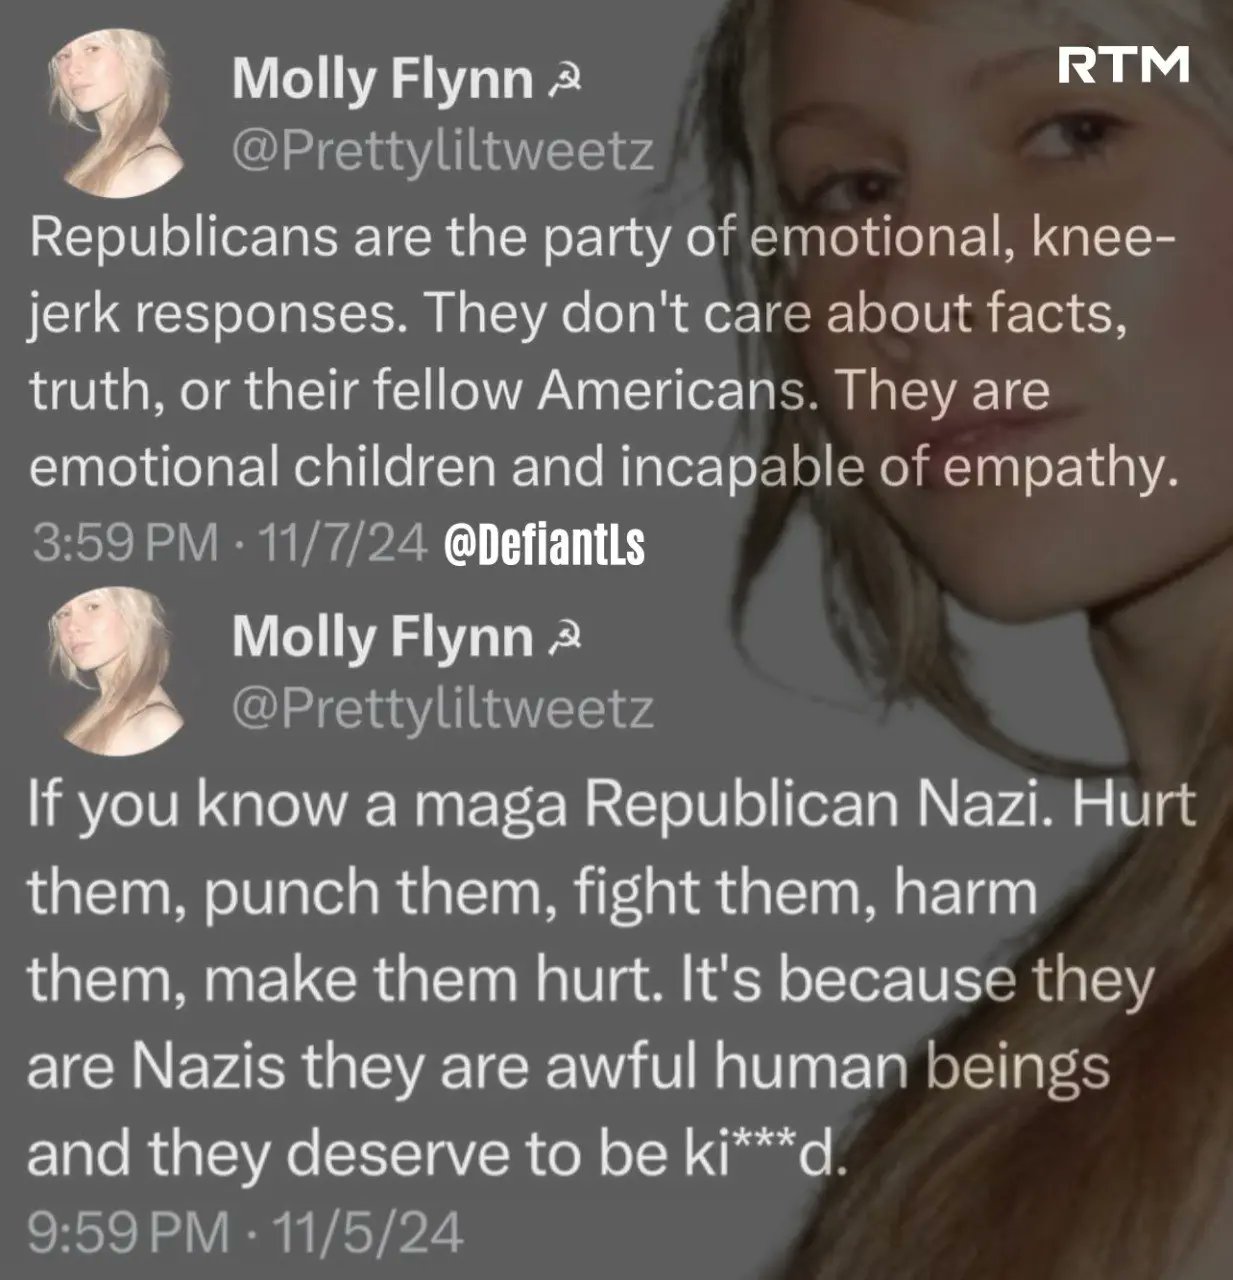 RTM
Molly Flynn ☭
@Prettyliltweetz
Republicans are the party of emotional, knee-
jerk responses. They don't care about facts,
truth, or their fellow Americans. They are
emotional children and incapable of empathy.
3:59 PM · 11/7/24 @DefiantLs
Molly Flynn ☭
@Prettyliltweetz
If you know a maga Republican Nazi. Hurt
them, punch them, fight them, harm
them, make them hurt. It's because they
are Nazis they are awful human beings
and they deserve to be ki***d.
9:59 PM · 11/5/24